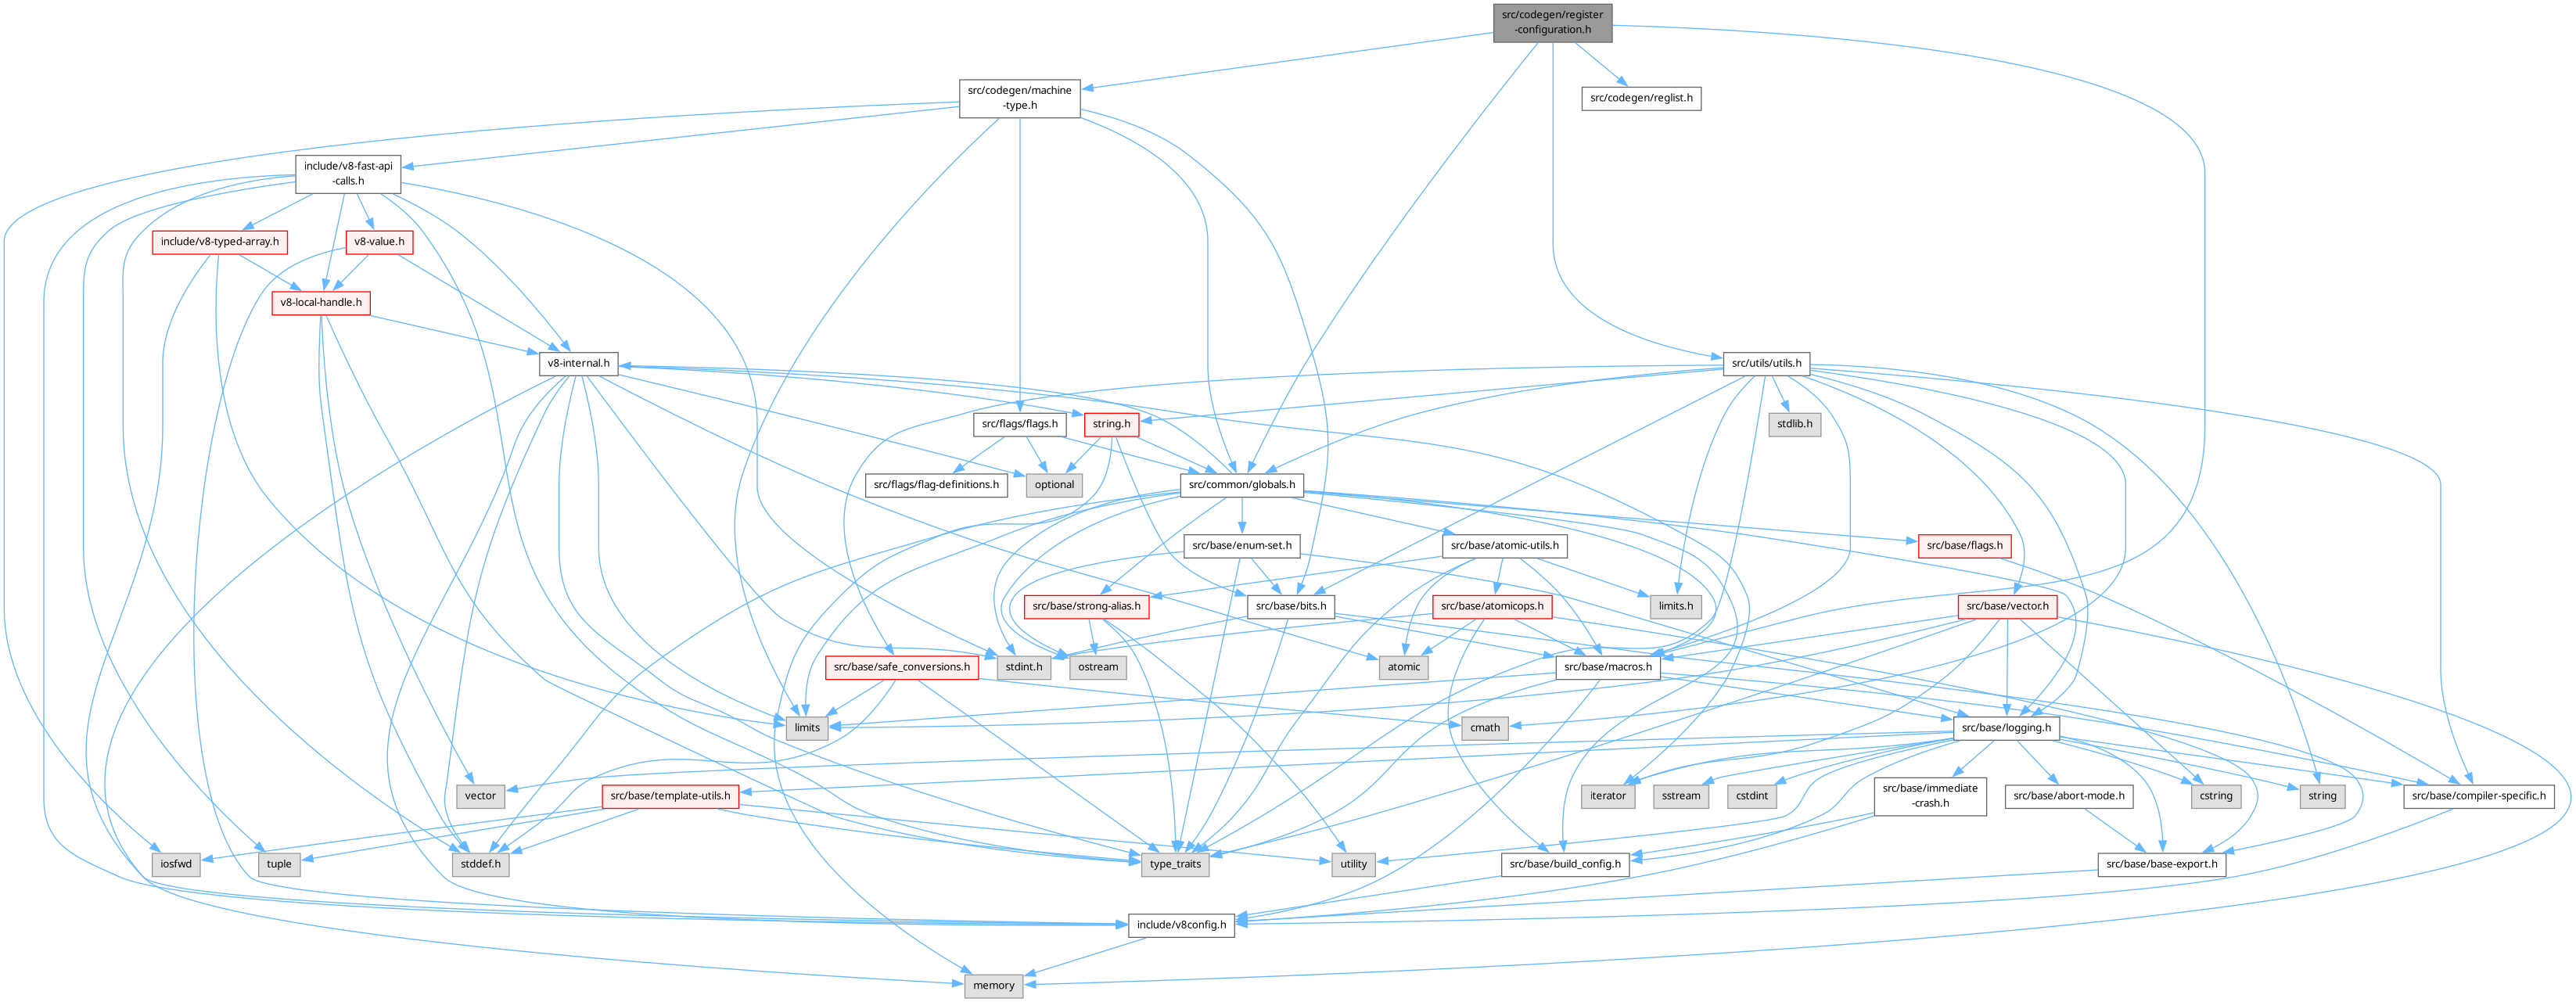 src/codegen/register
-configuration.h
src/codegen/machine
-type.h
src/codegen/reglist.h
include/v8-fast-api
-calls.h
include/v8-typed-array.h
v8-value.h
v8-local-handle.h
v8-internal.h
src/utils/utils.h
src/flags/flags.h
string.h
stdlib.h
src/flags/flag-definitions.h
optional
src/common/globals.h
src/base/enum-set.h
src/base/atomic-utils.h
src/base/flags.h
src/base/strong-alias.h
src/base/bits.h
src/base/atomicops.h
limits.h
src/base/vector.h
src/base/safe_conversions.h
stdint.h
ostream
atomic
src/base/macros.h
limits
cmath
src/base/logging.h
vector
src/base/template-utils.h
iterator
sstream
cstdint
src/base/immediate
-crash.h
src/base/abort-mode.h
cstring
string
src/base/compiler-specific.h
iosfwd
tuple
stddef.h
type_traits
utility
src/base/build_config.h
src/base/base-export.h
include/v8config.h
memory